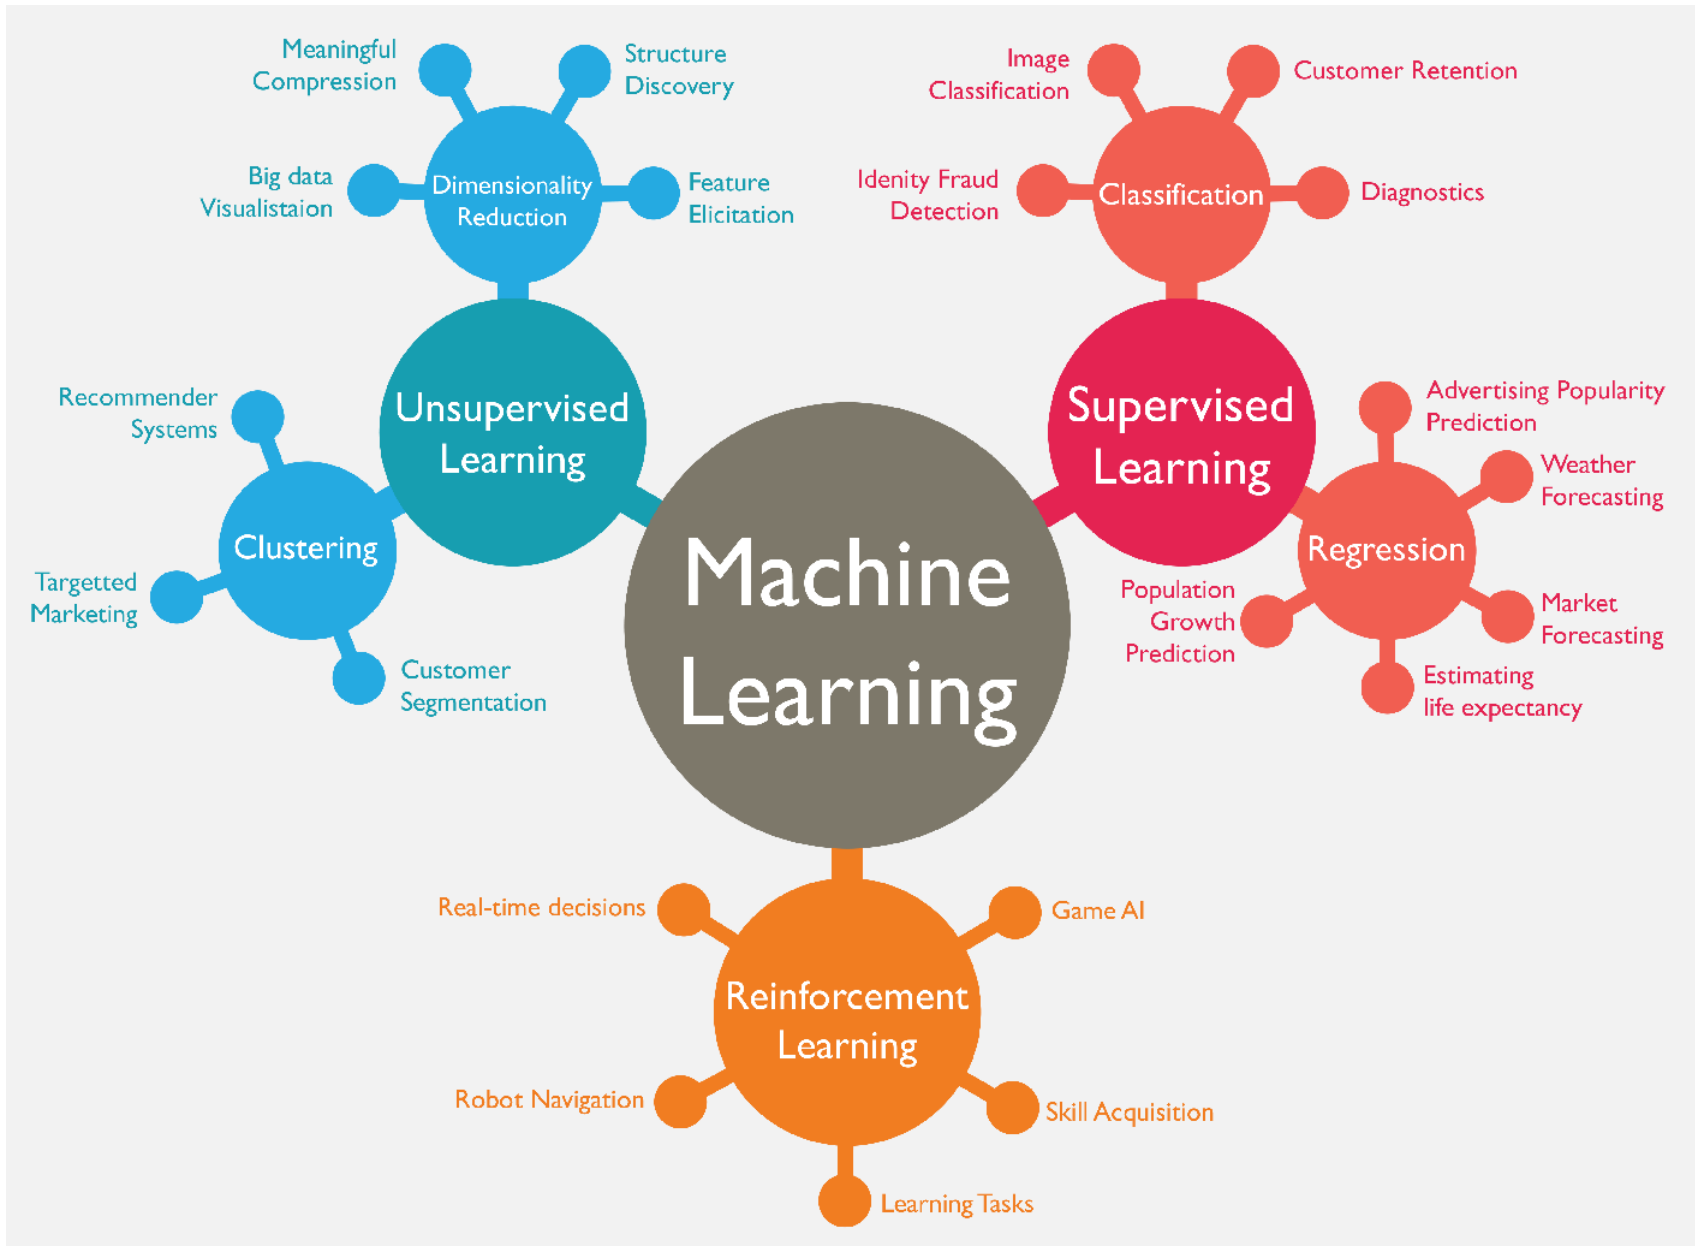 Meaningful
Compression
Structure
Discovery
Big data
Visualistaion
Dimensionality
Reduction
Feature
Elicitation
Image
Classification
Customer Retention
Idenity Fraud
Detection
Classification
Diagnostics
Recommender
Systems
Unsupervised
Learning
Clustering
Targetted
Marketing
Customer
Segmentation
Supervised
Learning
Advertising Popularity
Prediction
Weather
Forecasting
Regression
Population
Growth
Prediction
Market
Forecasting
Estimating
life expectancy
Machine
Learning
Real-time decisions
Game AI
Reinforcement
Learning
Robot Navigation
Skill Acquisition
Learning Tasks